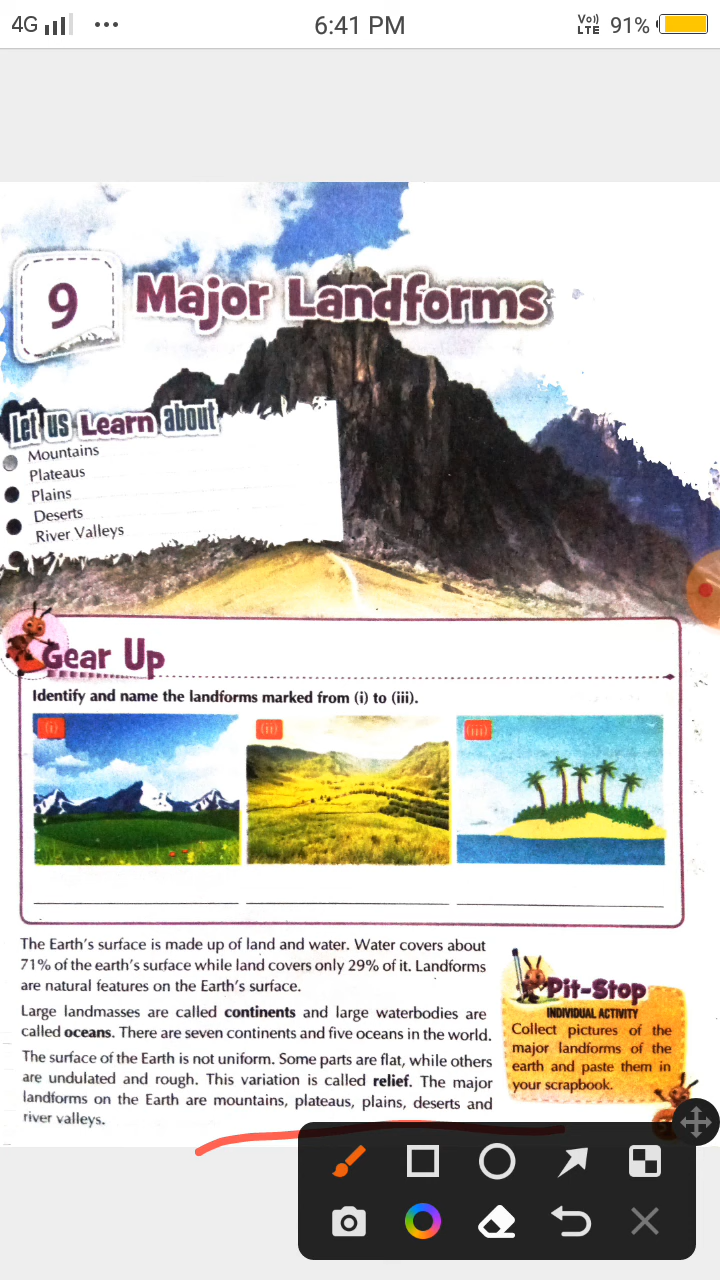 4G 6:41 PM Vo)) LTE 91%
9 Major Landforms
Let us Learn about
Mountains
Plateaus
Plains
Deserts
River Valleys
Gear Up
Identify and name the landforms marked from (i) to (iii).
(i) (ii) (iii)
The Earth's surface is made up of land and water. Water covers about
71% of the earth's surface while land covers only 29% of it. Landforms
are natural features on the Earth's surface.
Large landmasses are called continents and large waterbodies are
called oceans. There are seven continents and five oceans in the world.
The surface of the Earth is not uniform. Some parts are flat, while others
are undulated and rough. This variation is called relief. The major
landforms on the Earth are mountains, plateaus, plains, deserts and
river valleys.
Pit-Stop
INDIVIDUAL ACTIVITY
Collect pictures of the
major landforms of the
earth and paste them in
your scrapbook.